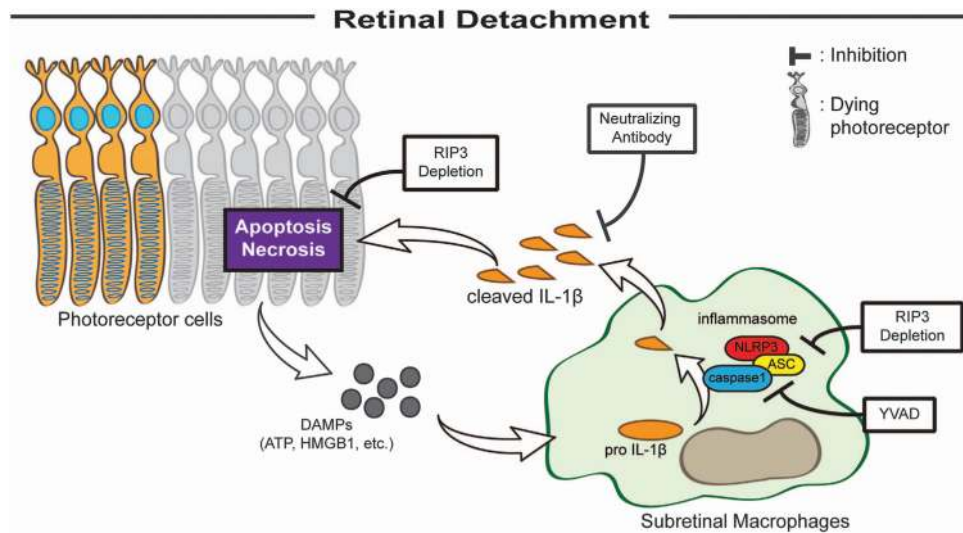 Retinal Detachment
: Inhibition
: Dying
photoreceptor
Neutralizing
Antibody
RIP3
Depletion
Apoptosis
Necrosis
cleaved IL-1β
Photoreceptor cells
inflammasome
NLRP3
ASC
caspase1
RIP3
Depletion
YVAD
DAMPs
(ATP, HMGB1, etc.)
pro IL-1β
Subretinal Macrophages